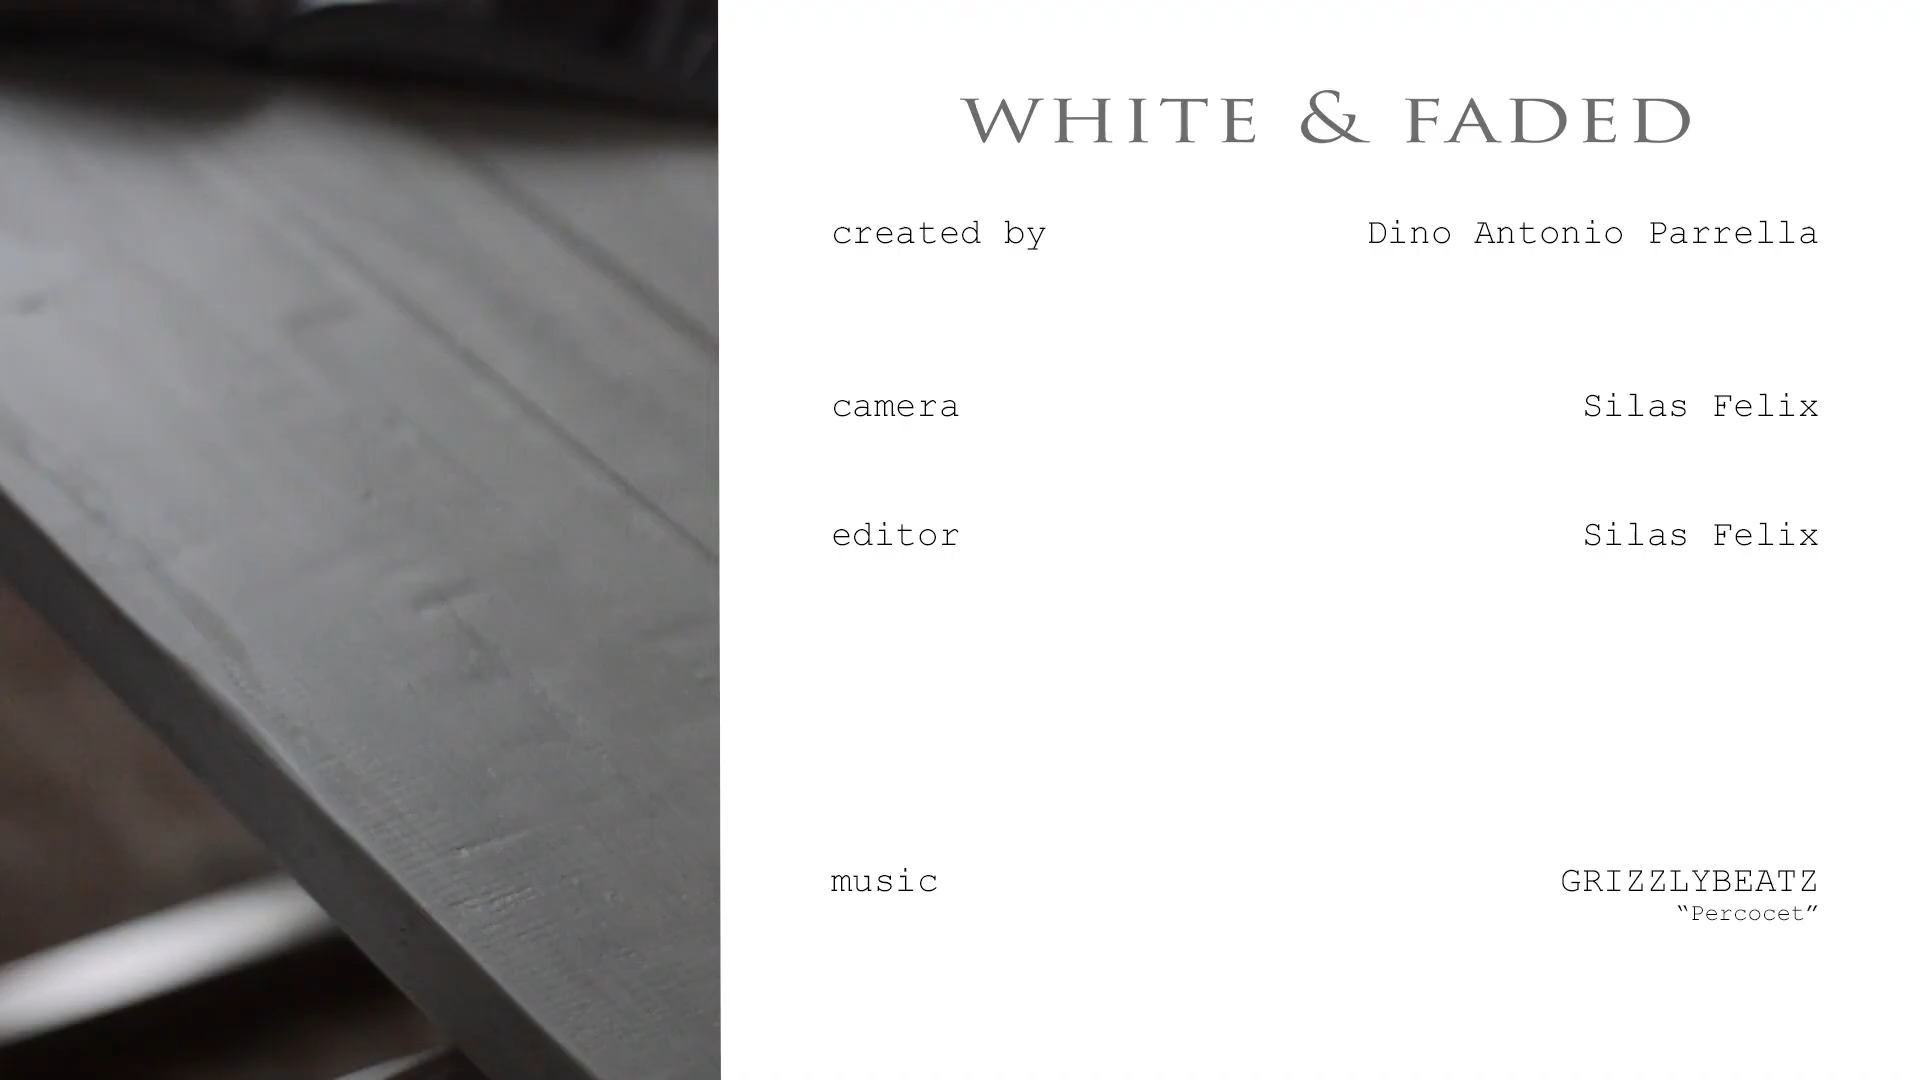 WHITE & FADED
created by Dino Antonio Parrella
camera Silas Felix
editor Silas Felix
music GRIZZLYBEATZ
“Percocet”